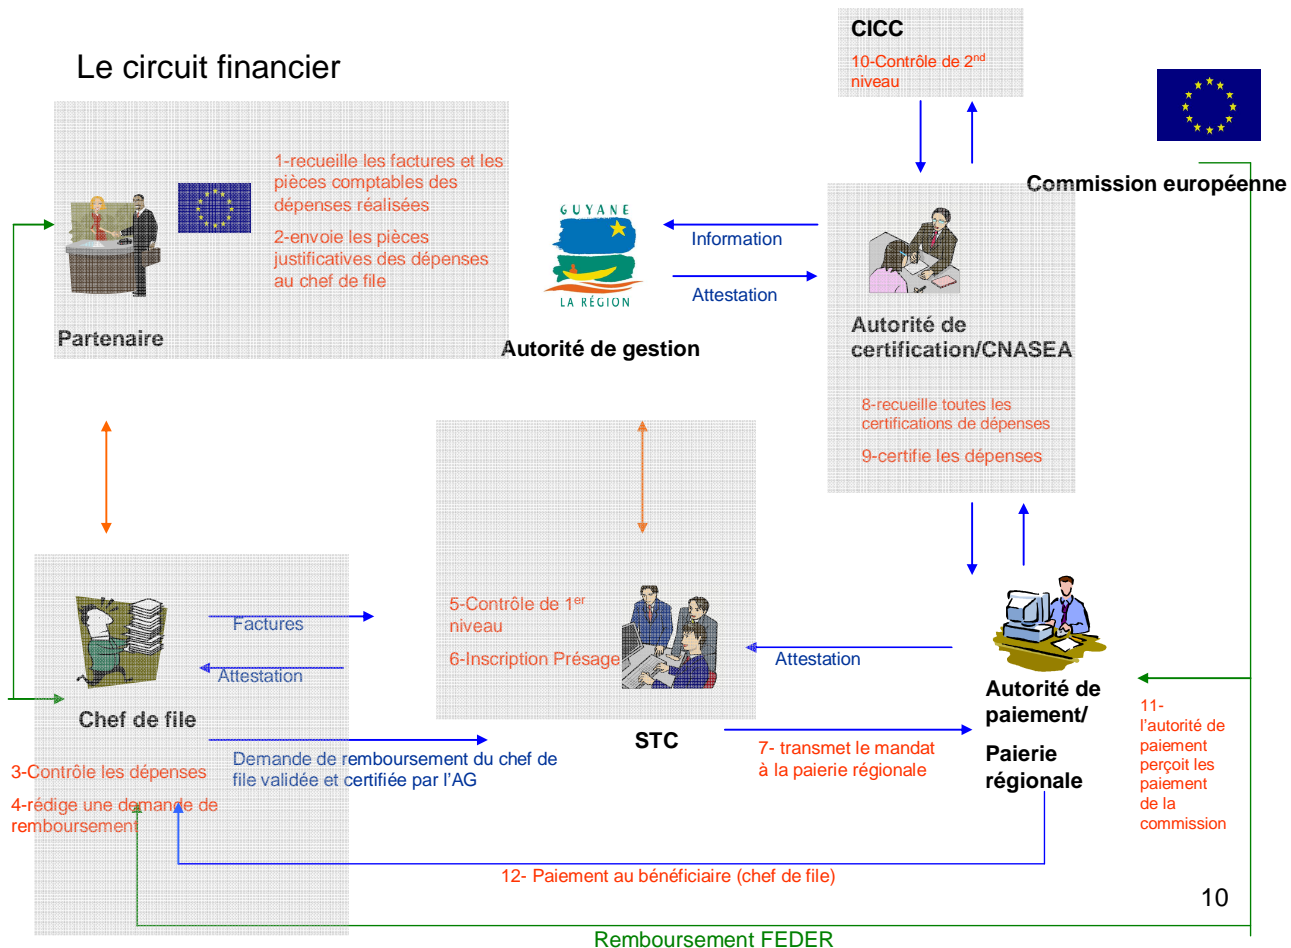 Le circuit financier
CICC
10-Contrôle de 2nd
niveau
Commission européenne
1-recueille les factures et les
pièces comptables des
dépenses réalisées
2-envoie les pièces
justificatives des dépenses
au chef de file
Partenaire
GUYANE
LA RÉGION
Autorité de gestion
Information
Attestation
Autorité de
certification/CNASEA
8-recueille toutes les
certifications de dépenses
9-certifie les dépenses
Factures
Attestation
Chef de file
3-Contrôle les dépenses
4-rédige une demande de
remboursement
Demande de remboursement du chef de
file validée et certifiée par l'AG
5-Contrôle de 1er
niveau
6-Inscription Présage
STC
Attestation
7- transmet le mandat
à la paierie régionale
Autorité de
paiement/
Paierie
régionale
11-
l'autorité de
paiement
perçoit les
paiement
de la
commission
12- Paiement au bénéficiaire (chef de file)
10
Remboursement FEDER